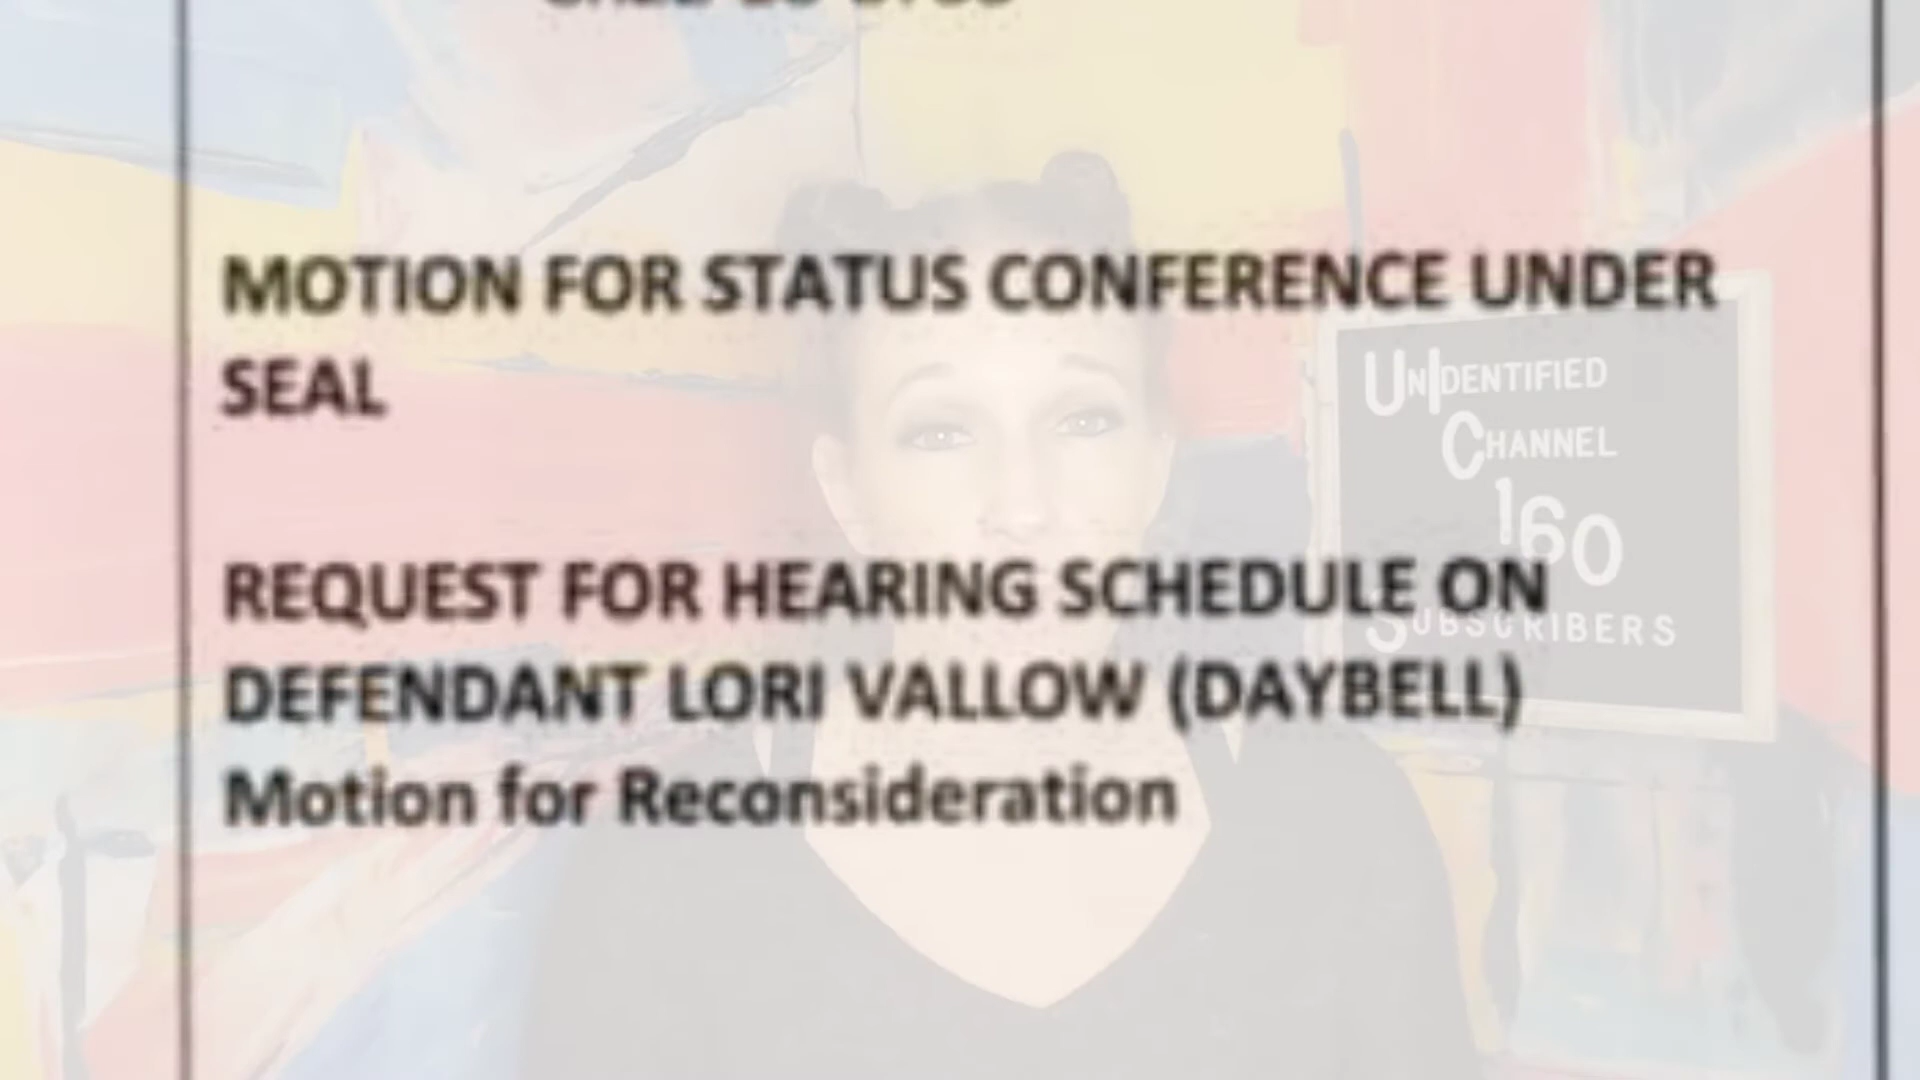 MOTION FOR STATUS CONFERENCE UNDER
SEAL
REQUEST FOR HEARING SCHEDULE ON
DEFENDANT LORI VALLOW (DAYBELL)
Motion for Reconsideration
UNIDENTIFIED
CHANNEL
160
SUBSCRIBERS